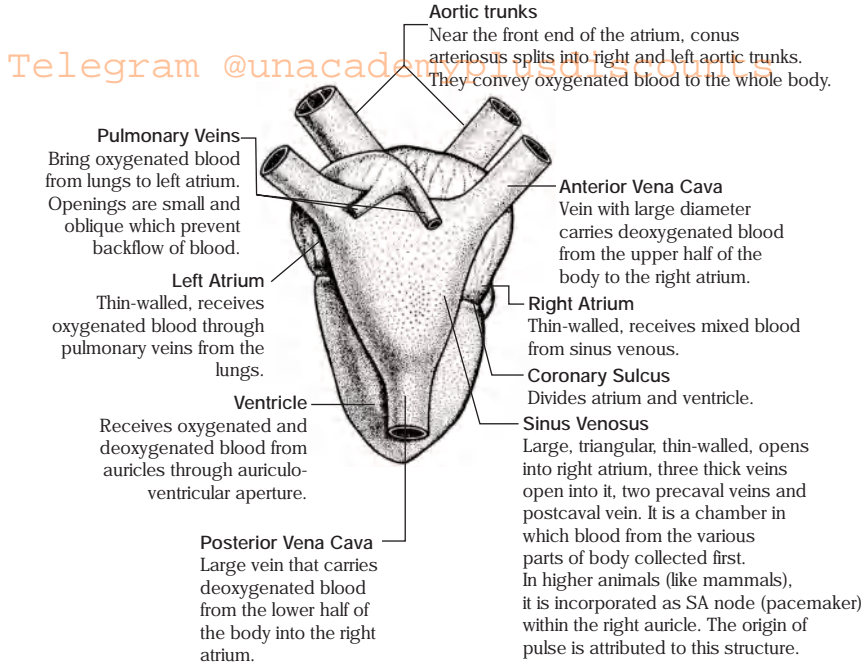 Aortic trunks
Near the front end of the atrium, conus
arteriosus splits into right and left aortic trunks.
They convey oxygenated blood to the whole body.
Telegram @unacademyplusdiscounts
Pulmonary Veins
Bring oxygenated blood
from lungs to left atrium.
Openings are small and
oblique which prevent
backflow of blood.
Anterior Vena Cava
Vein with large diameter
carries deoxygenated blood
from the upper half of the
body to the right atrium.
Left Atrium
Thin-walled, receives
oxygenated blood through
pulmonary veins from the
lungs.
Right Atrium
Thin-walled, receives mixed blood
from sinus venous.
Coronary Sulcus
Divides atrium and ventricle.
Ventricle
Receives oxygenated and
deoxygenated blood from
auricles through auriculo-
ventricular aperture.
Sinus Venosus
Large, triangular, thin-walled, opens
into right atrium, three thick veins
open into it, two precaval veins and
postcaval vein. It is a chamber in
which blood from the various
parts of body collected first.
In higher animals (like mammals),
it is incorporated as SA node (pacemaker)
within the right auricle. The origin of
pulse is attributed to this structure.
Posterior Vena Cava
Large vein that carries
deoxygenated blood
from the lower half of
the body into the right
atrium.